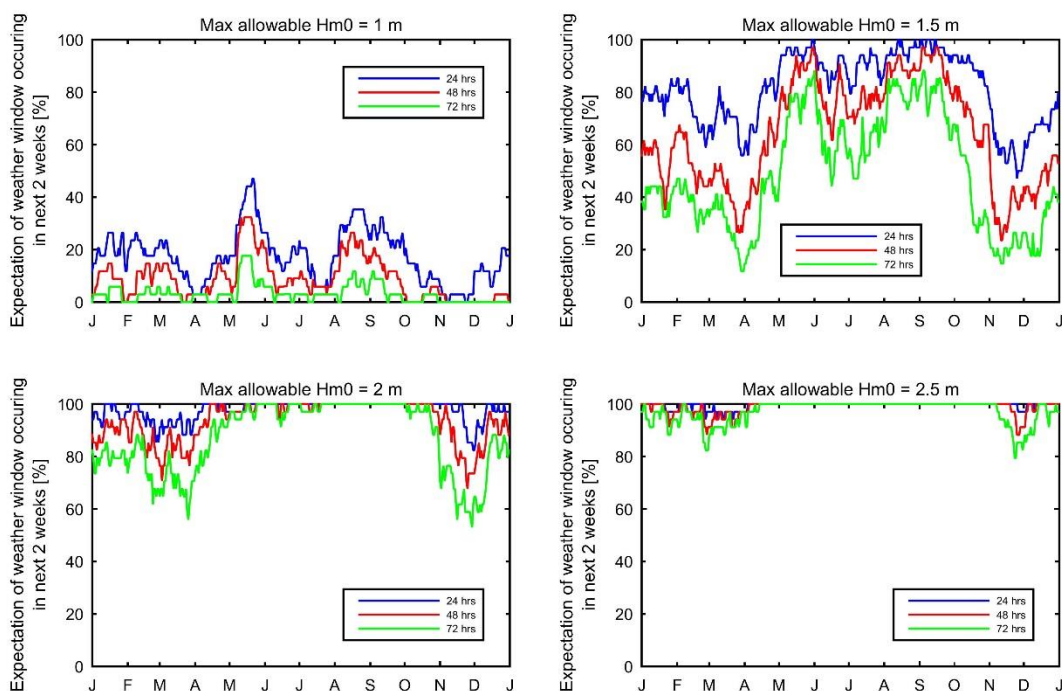 Max allowable Hm0 = 1 m
Expectation of weather window occuring
in next 2 weeks [%]
100
80
60
40
20
0
24 hrs
48 hrs
72 hrs
J F M A M J J A S O N D J
Max allowable Hm0 = 1.5 m
Expectation of weather window occuring
in next 2 weeks [%]
100
80
60
40
20
0
24 hrs
48 hrs
72 hrs
J F M A M J J A S O N D J
Max allowable Hm0 = 2 m
Expectation of weather window occuring
in next 2 weeks [%]
100
80
60
40
20
0
24 hrs
48 hrs
72 hrs
J F M A M J J A S O N D J
Max allowable Hm0 = 2.5 m
Expectation of weather window occuring
in next 2 weeks [%]
100
80
60
40
20
0
24 hrs
48 hrs
72 hrs
J F M A M J J A S O N D J